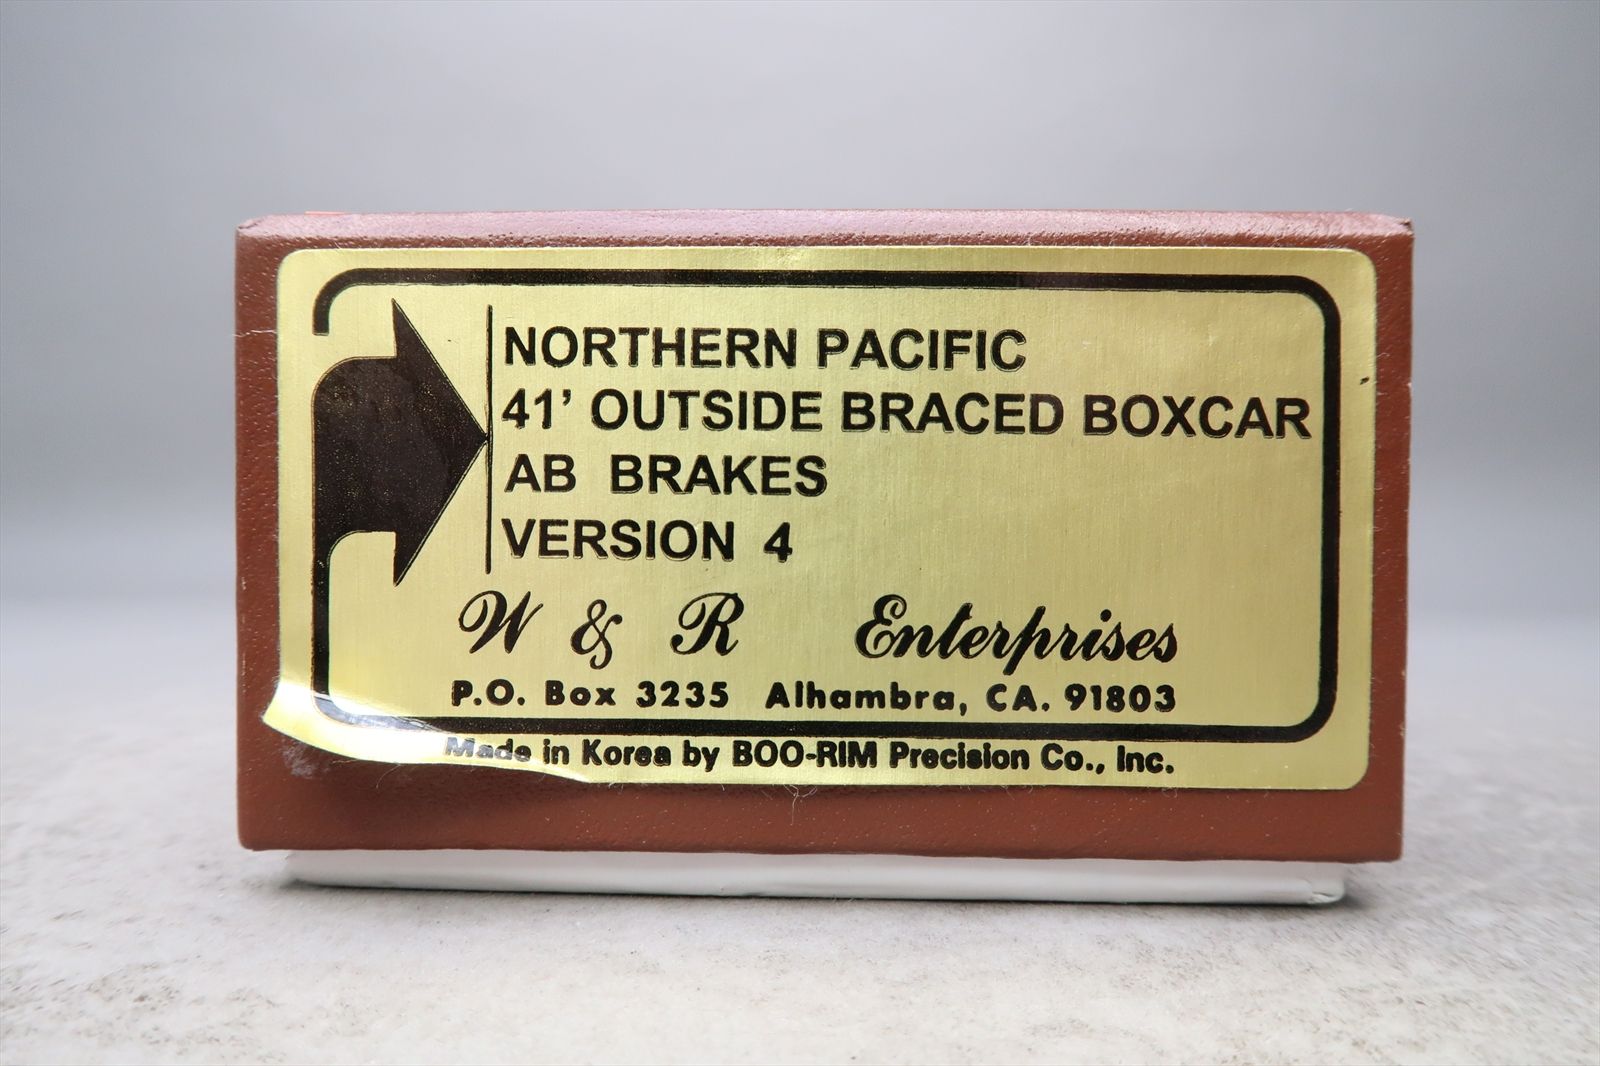 NORTHERN PACIFIC
41' OUTSIDE BRACED BOXCAR
AB BRAKES
VERSION 4
W & R Enterprises
P.O. Box 3235 Alhambra, CA. 91803
Made in Korea by BOO-RIM Precision Co., Inc.